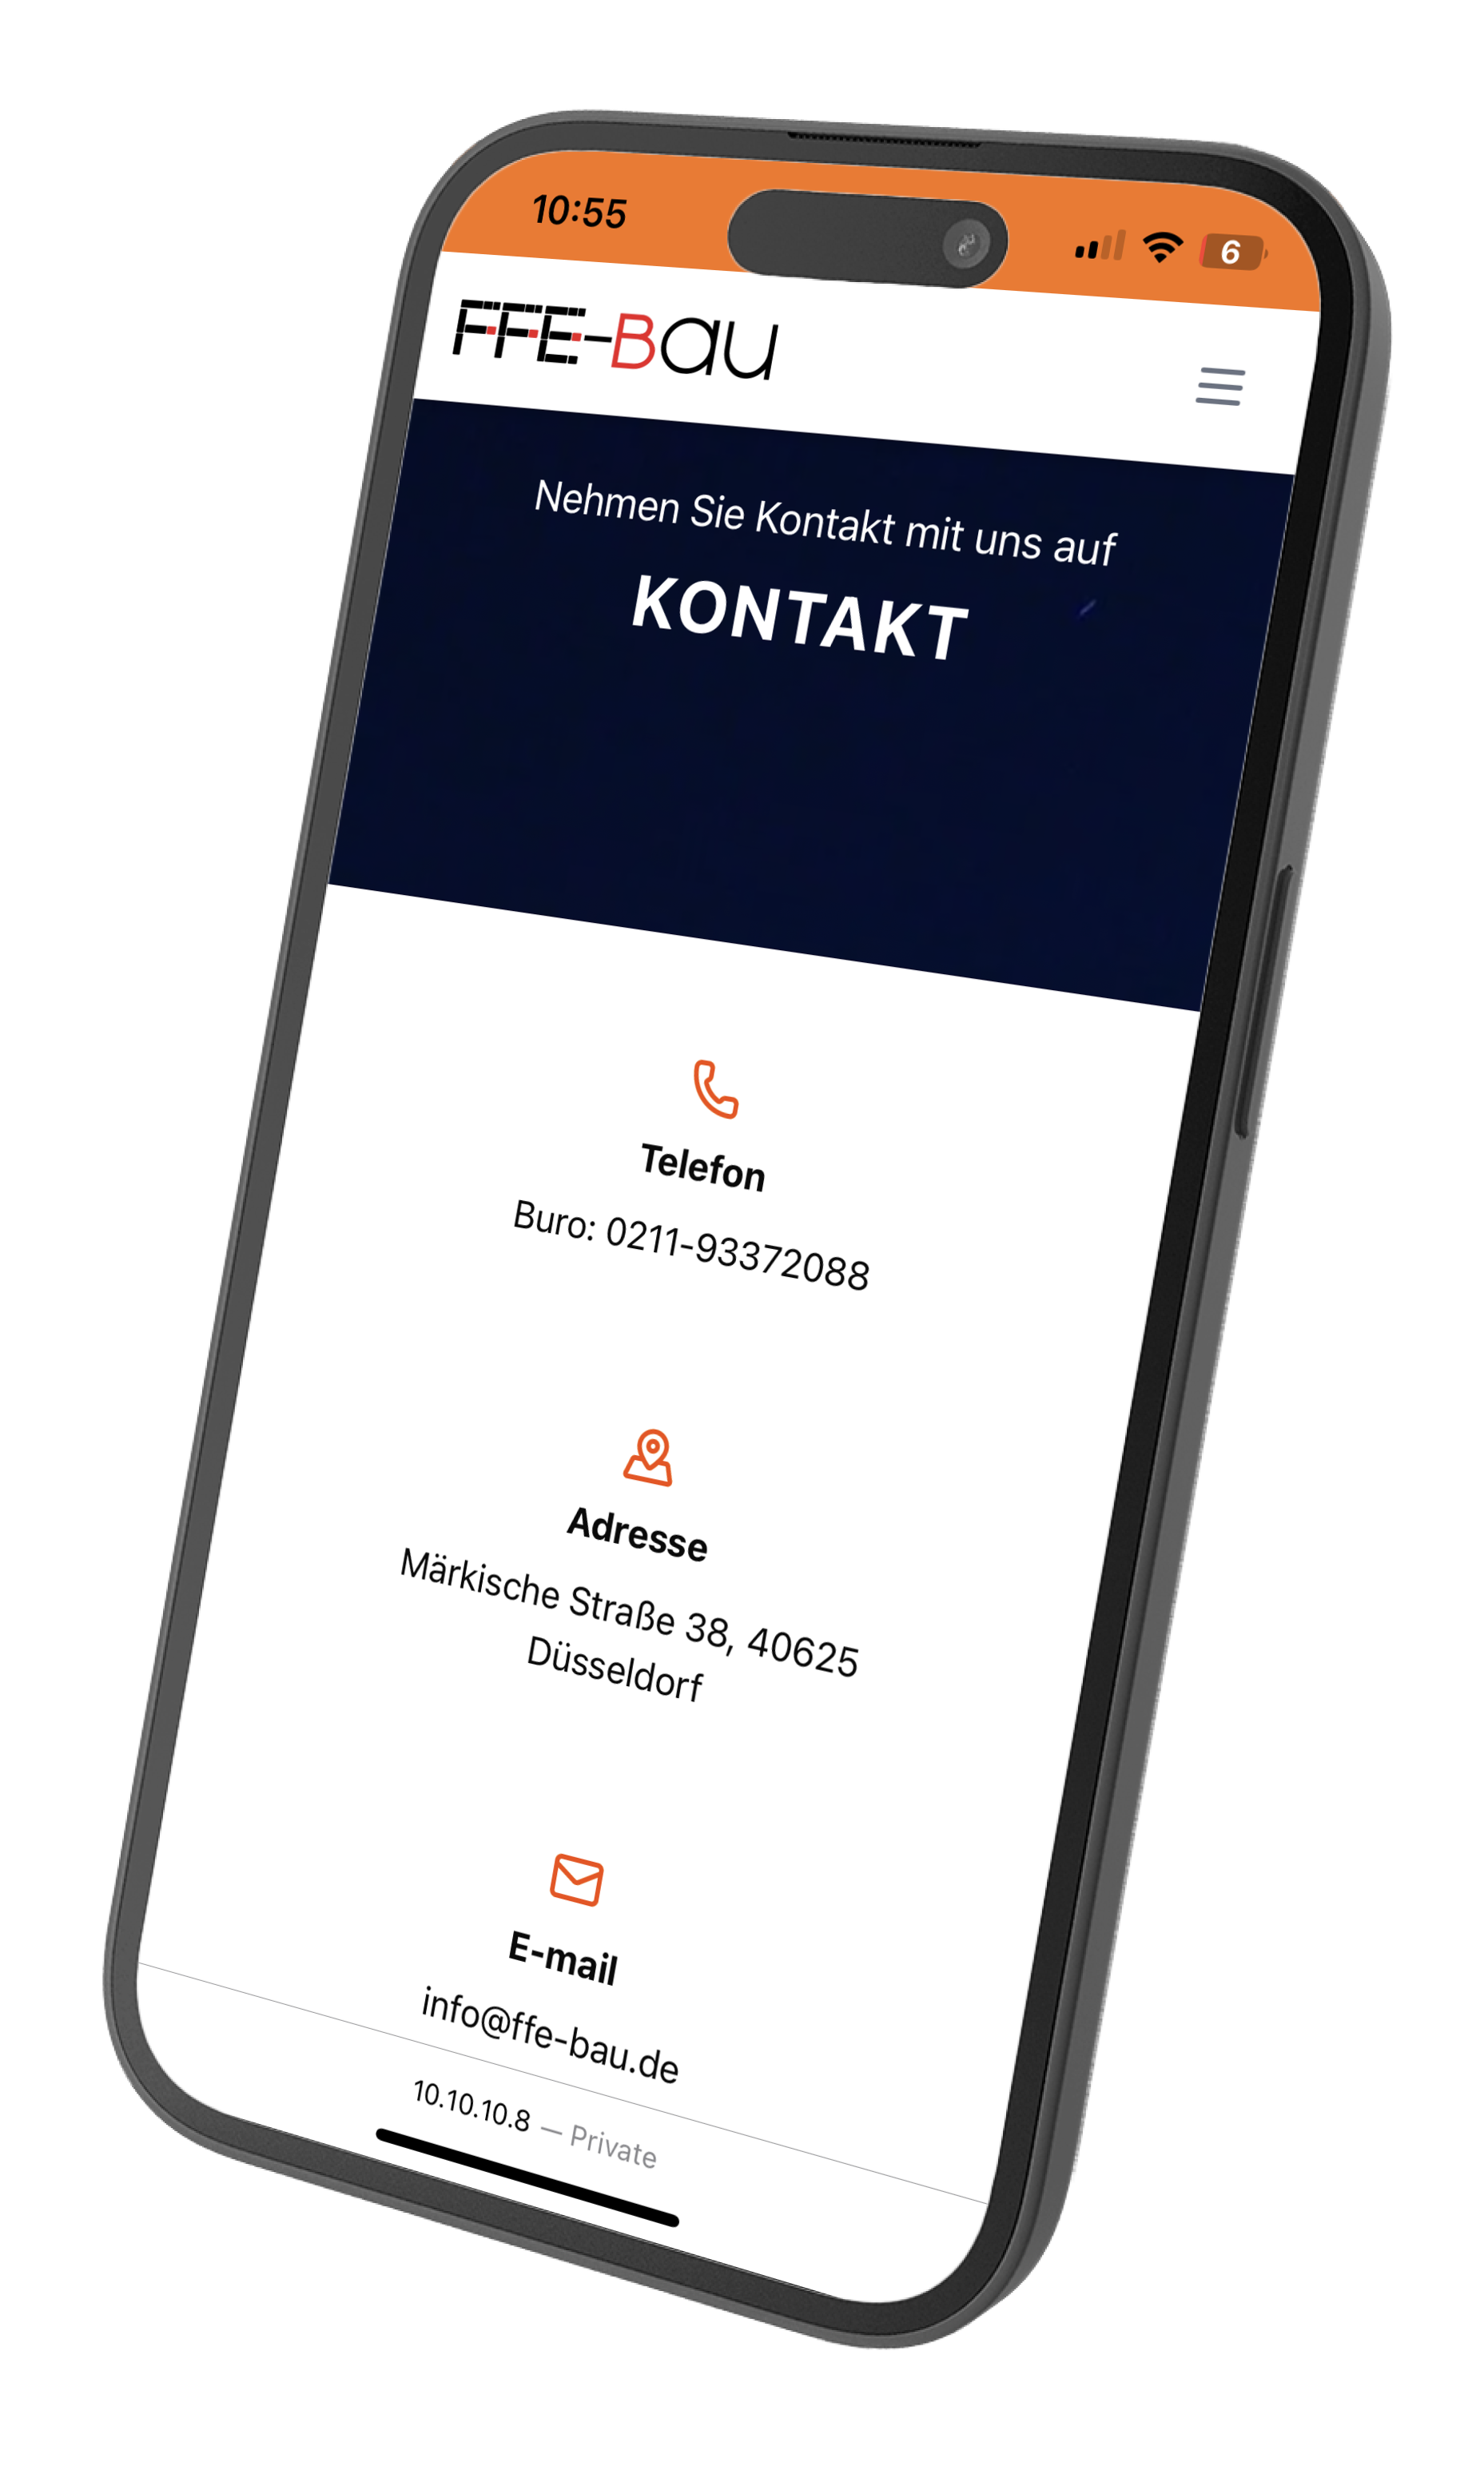 10:55
6
FFE-Bau
Nehmen Sie Kontakt mit uns auf
KONTAKT
Telefon
Buro: 0211-93372088
Adresse
Märkische Straße 38, 40625
Düsseldorf
E-mail
info@ffe-bau.de
10.10.10.8 — Private